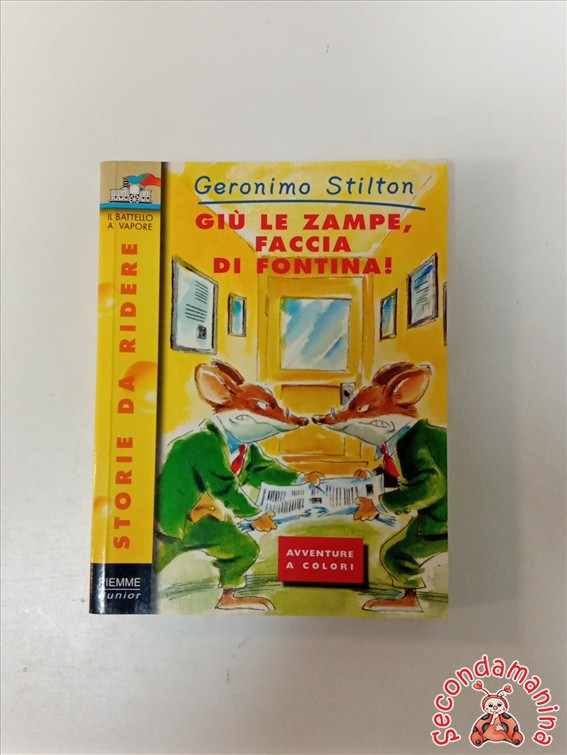 Geronimo Stilton
GIÙ LE ZAMPE,
FACCIA
DI FONTINA!
IL BATTELLO
A VAPORE
STORIE DA RIDERE
AVVENTURE
A COLORI
PIEMME
Junior
Secondamanina